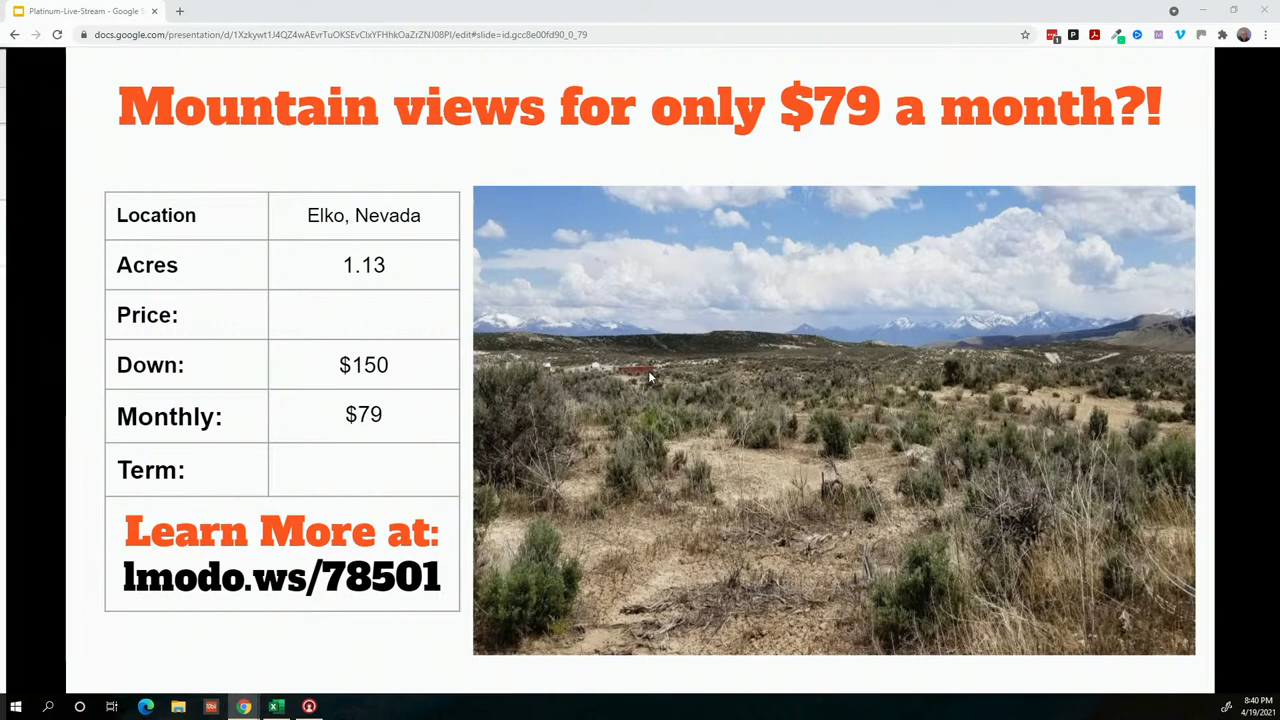 Platinum-Live-Stream - Google S
docs.google.com/presentation/d/1Xzkywt1J4QZ4wAEvrTuOKSEvClxYFHhkOaZrZNJ08PI/edit#slide=id.gcc8e00fd90_0_79
Mountain views for only $79 a month?!
Location Elko, Nevada
Acres 1.13
Price:
Down: $150
Monthly: $79
Term:
Learn More at:
lmodo.ws/78501
8:40 PM
4/19/2021